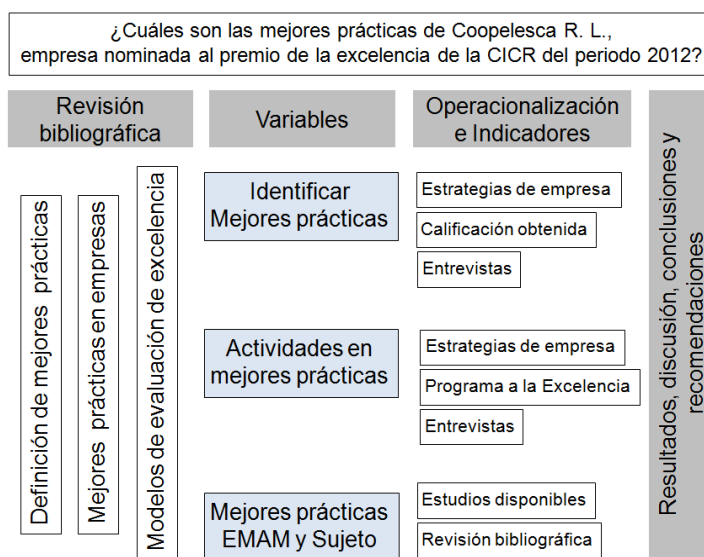 ¿Cuáles son las mejores prácticas de Coopelesca R. L.,
empresa nominada al premio de la excelencia de la CICR del periodo 2012?
Revisión
bibliográfica
Variables
Operacionalización
e Indicadores
Definición de mejores prácticas
Mejores prácticas en empresas
Modelos de evaluación de excelencia
Identificar
Mejores prácticas
Estrategias de empresa
Calificación obtenida
Entrevistas
Actividades en
mejores prácticas
Estrategias de empresa
Programa a la Excelencia
Entrevistas
Mejores prácticas
EMAM y Sujeto
Estudios disponibles
Revisión bibliográfica
Resultados, discusión, conclusiones y
recomendaciones